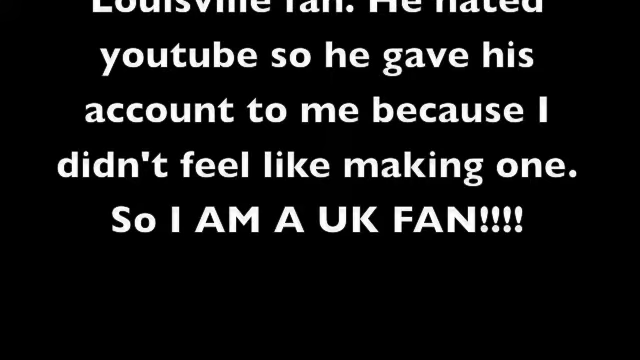 Louisville fan. He hated
youtube so he gave his
account to me because I
didn't feel like making one.
So I AM A UK FAN!!!!